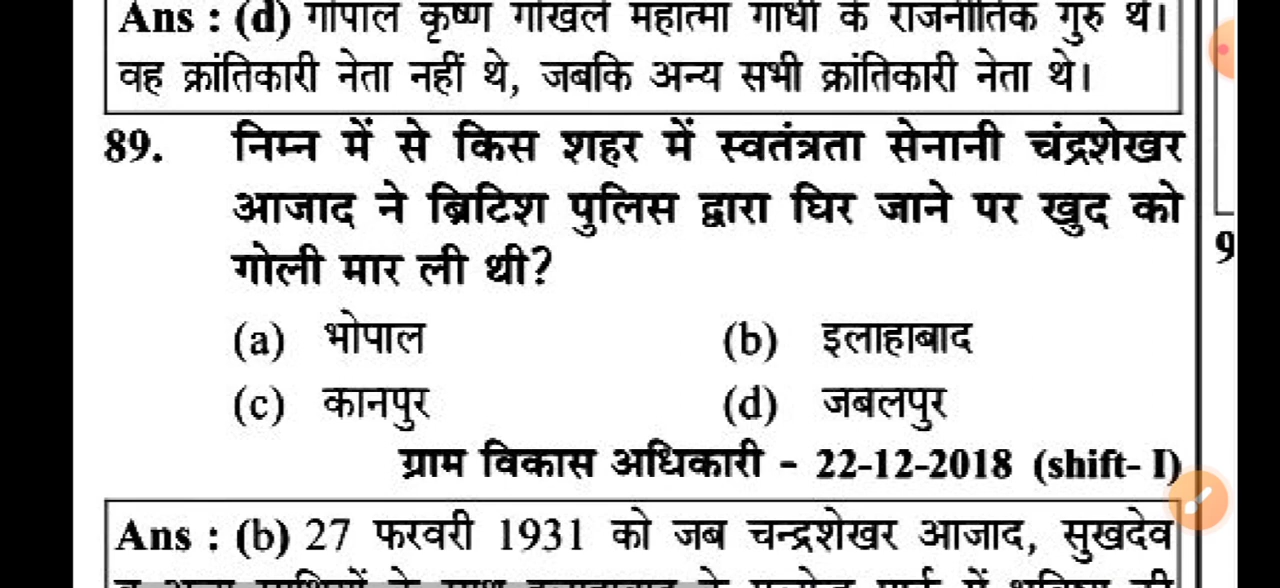 Ans : (d) गोपाल कृष्ण गोखले महात्मा गांधी के राजनीतिक गुरु थे।
वह क्रांतिकारी नेता नहीं थे, जबकि अन्य सभी क्रांतिकारी नेता थे।
89. निम्न में से किस शहर में स्वतंत्रता सेनानी चंद्रशेखर
आजाद ने ब्रिटिश पुलिस द्वारा घिर जाने पर खुद को
गोली मार ली थी?
(a) भोपाल (b) इलाहाबाद
(c) कानपुर (d) जबलपुर
ग्राम विकास अधिकारी - 22-12-2018 (shift- I)
Ans : (b) 27 फरवरी 1931 को जब चन्द्रशेखर आजाद, सुखदेव
9